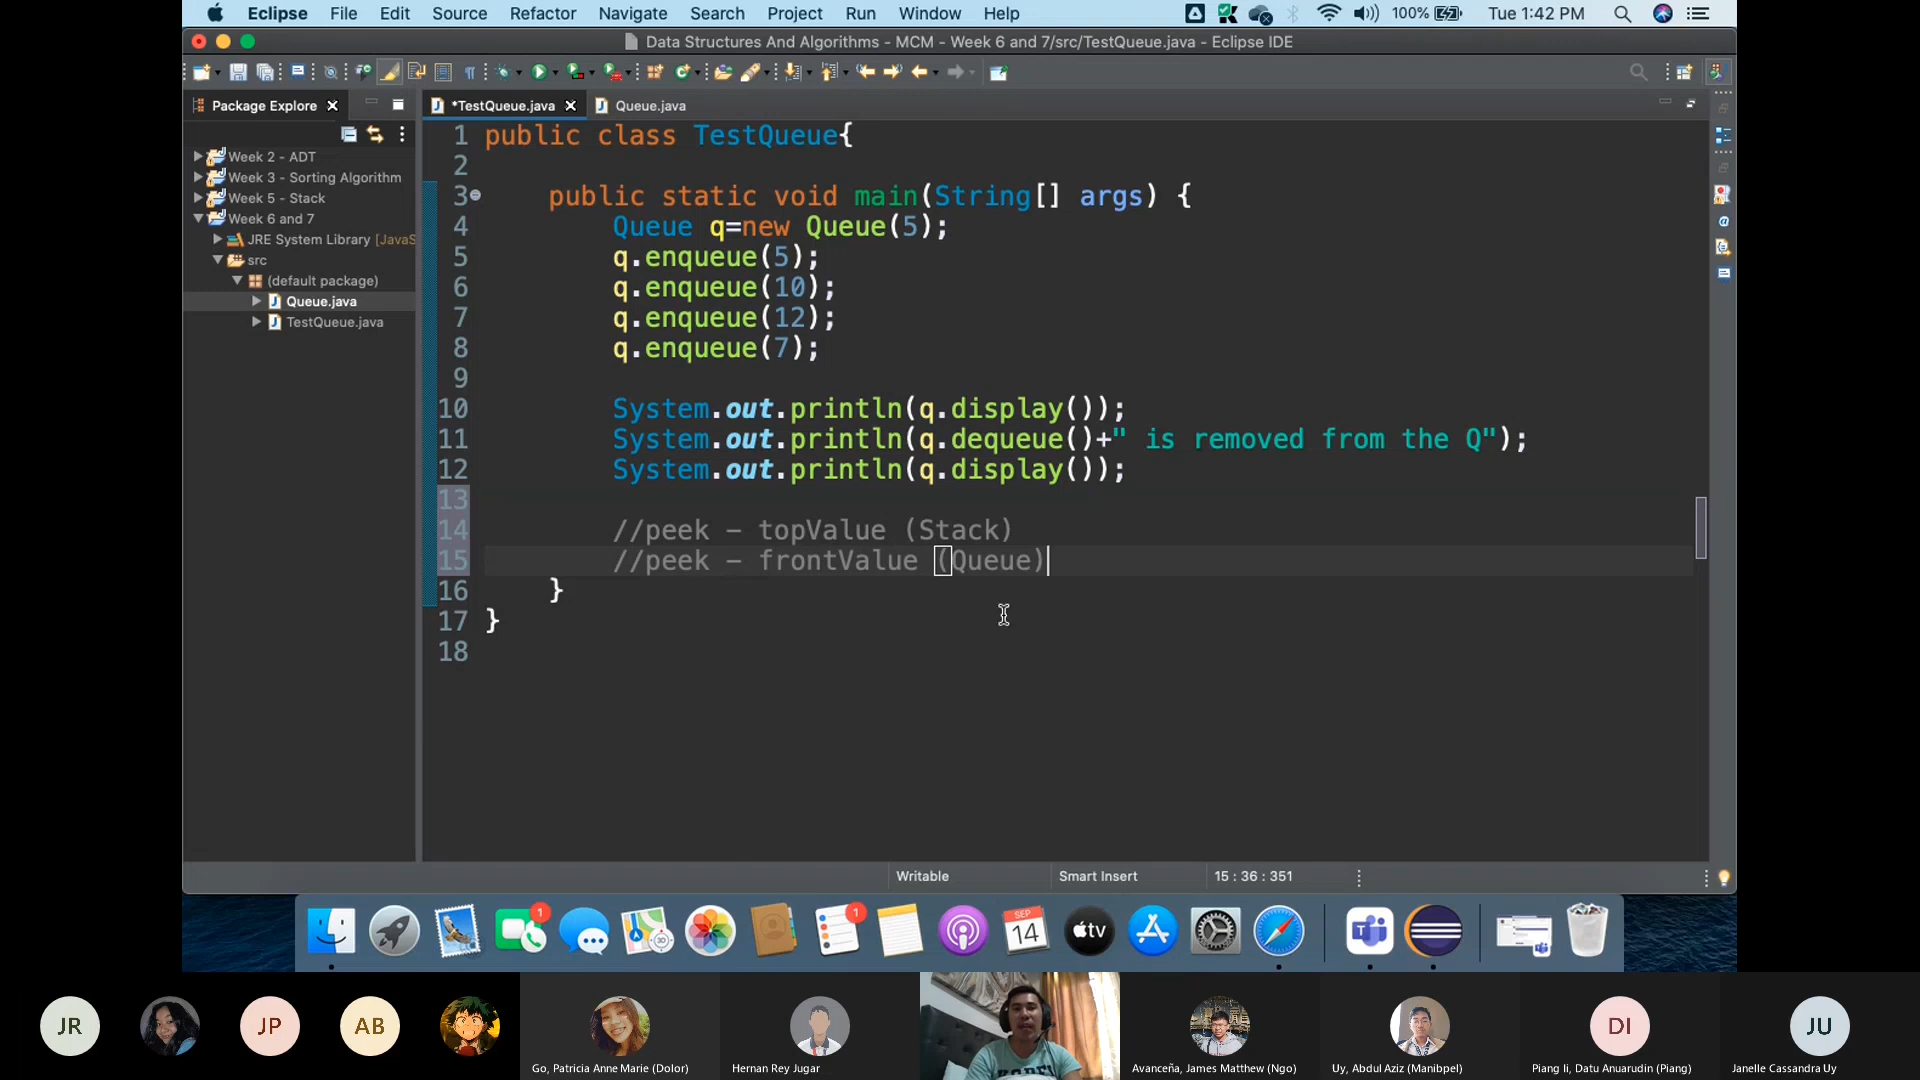 Eclipse File Edit Source Refactor Navigate Search Project Run Window Help 100% Tue 1:42 PM
Data Structures And Algorithms - MCM - Week 6 and 7/src/TestQueue.java - Eclipse IDE
Package Explore
*TestQueue.java
Queue.java
Week 2 - ADT
Week 3 - Sorting Algorithm
Week 5 - Stack
Week 6 and 7
JRE System Library [JavaS
src
(default package)
Queue.java
TestQueue.java
1 public class TestQueue{
2
3 public static void main(String[] args) {
4 Queue q=new Queue(5);
5 q.enqueue(5);
6 q.enqueue(10);
7 q.enqueue(12);
8 q.enqueue(7);
9
10 System.out.println(q.display());
11 System.out.println(q.dequeue()+" is removed from the Q");
12 System.out.println(q.display());
13
14 //peek - topValue (Stack)
15 //peek - frontValue (Queue)
16 }
17 }
18
Writable Smart Insert 15 : 36 : 351
1
1
SEP
14
tv
JR
JP
AB
Go, Patricia Anne Marie (Dolor)
Hernan Rey Jugar
Avanceña, James Matthew (Ngo)
Uy, Abdul Aziz (Manibpel)
DI
Piang Ii, Datu Anuarudin (Piang)
JU
Janelle Cassandra Uy